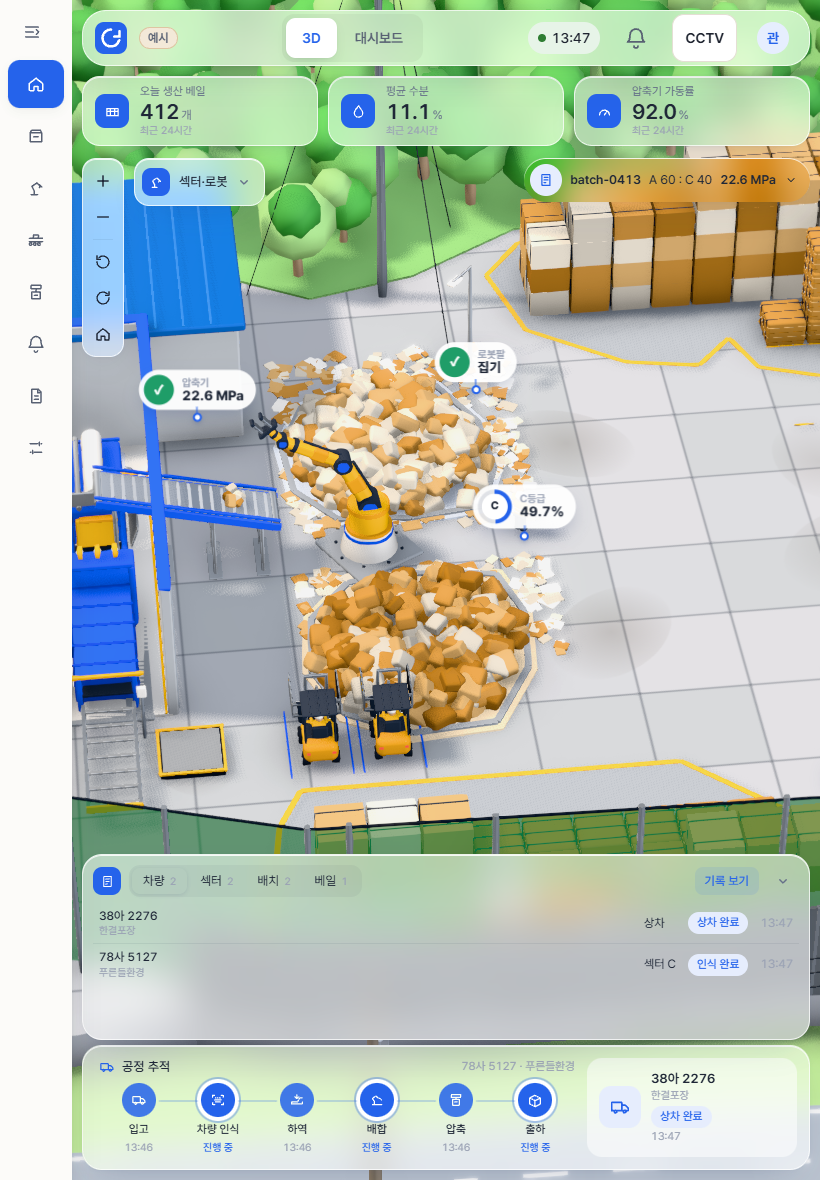 예시
3D
대시보드
13:47
CCTV
관
오늘 생산 베일
412개
최근 24시간
평균 수분
11.1%
최근 24시간
압축기 가동률
92.0%
최근 24시간
섹터·로봇
batch-0413 A 60 : C 40 22.6 MPa
로봇팔
집기
압축기
22.6 MPa
C
C등급
49.7%
차량 2
섹터 2
배치 2
베일 1
기록 보기
38아 2276
한결포장
상차
상차 완료
13:47
78사 5127
푸른들환경
섹터 C
인식 완료
13:47
공정 추적
78사 5127 · 푸른들환경
입고
13:46
차량 인식
진행 중
하역
13:46
배합
진행 중
압축
13:46
출하
진행 중
38아 2276
한결포장
상차 완료
13:47